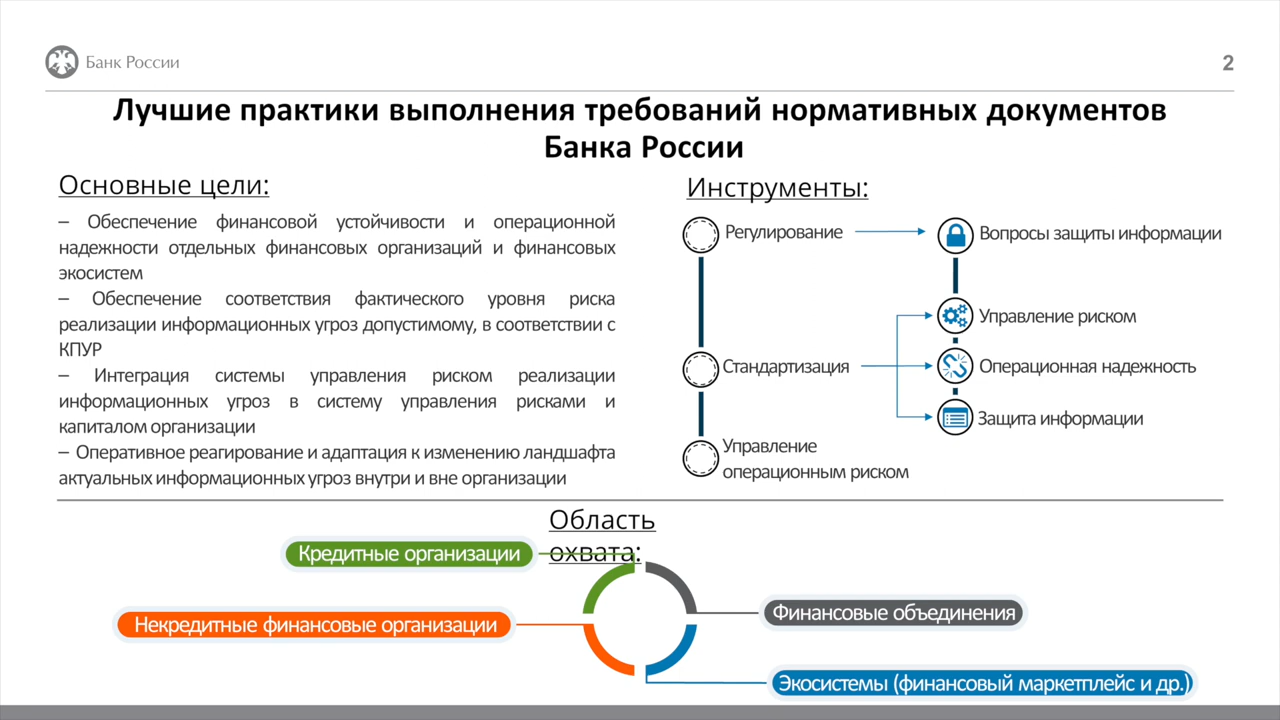 Банк России
2
Лучшие практики выполнения требований нормативных документов
Банка России
Основные цели:
– Обеспечение финансовой устойчивости и операционной
надежности отдельных финансовых организаций и финансовых
экосистем
– Обеспечение соответствия фактического уровня риска
реализации информационных угроз допустимому, в соответствии с
КПУР
– Интеграция системы управления риском реализации
информационных угроз в систему управления рисками и
капиталом организации
– Оперативное реагирование и адаптация к изменению ландшафта
актуальных информационных угроз внутри и вне организации
Инструменты:
Регулирование
Вопросы защиты информации
Управление риском
Стандартизация
Операционная надежность
Защита информации
Управление
операционным риском
Область
охвата:
Кредитные организации
Некредитные финансовые организации
Финансовые объединения
Экосистемы (финансовый маркетплейс и др.)